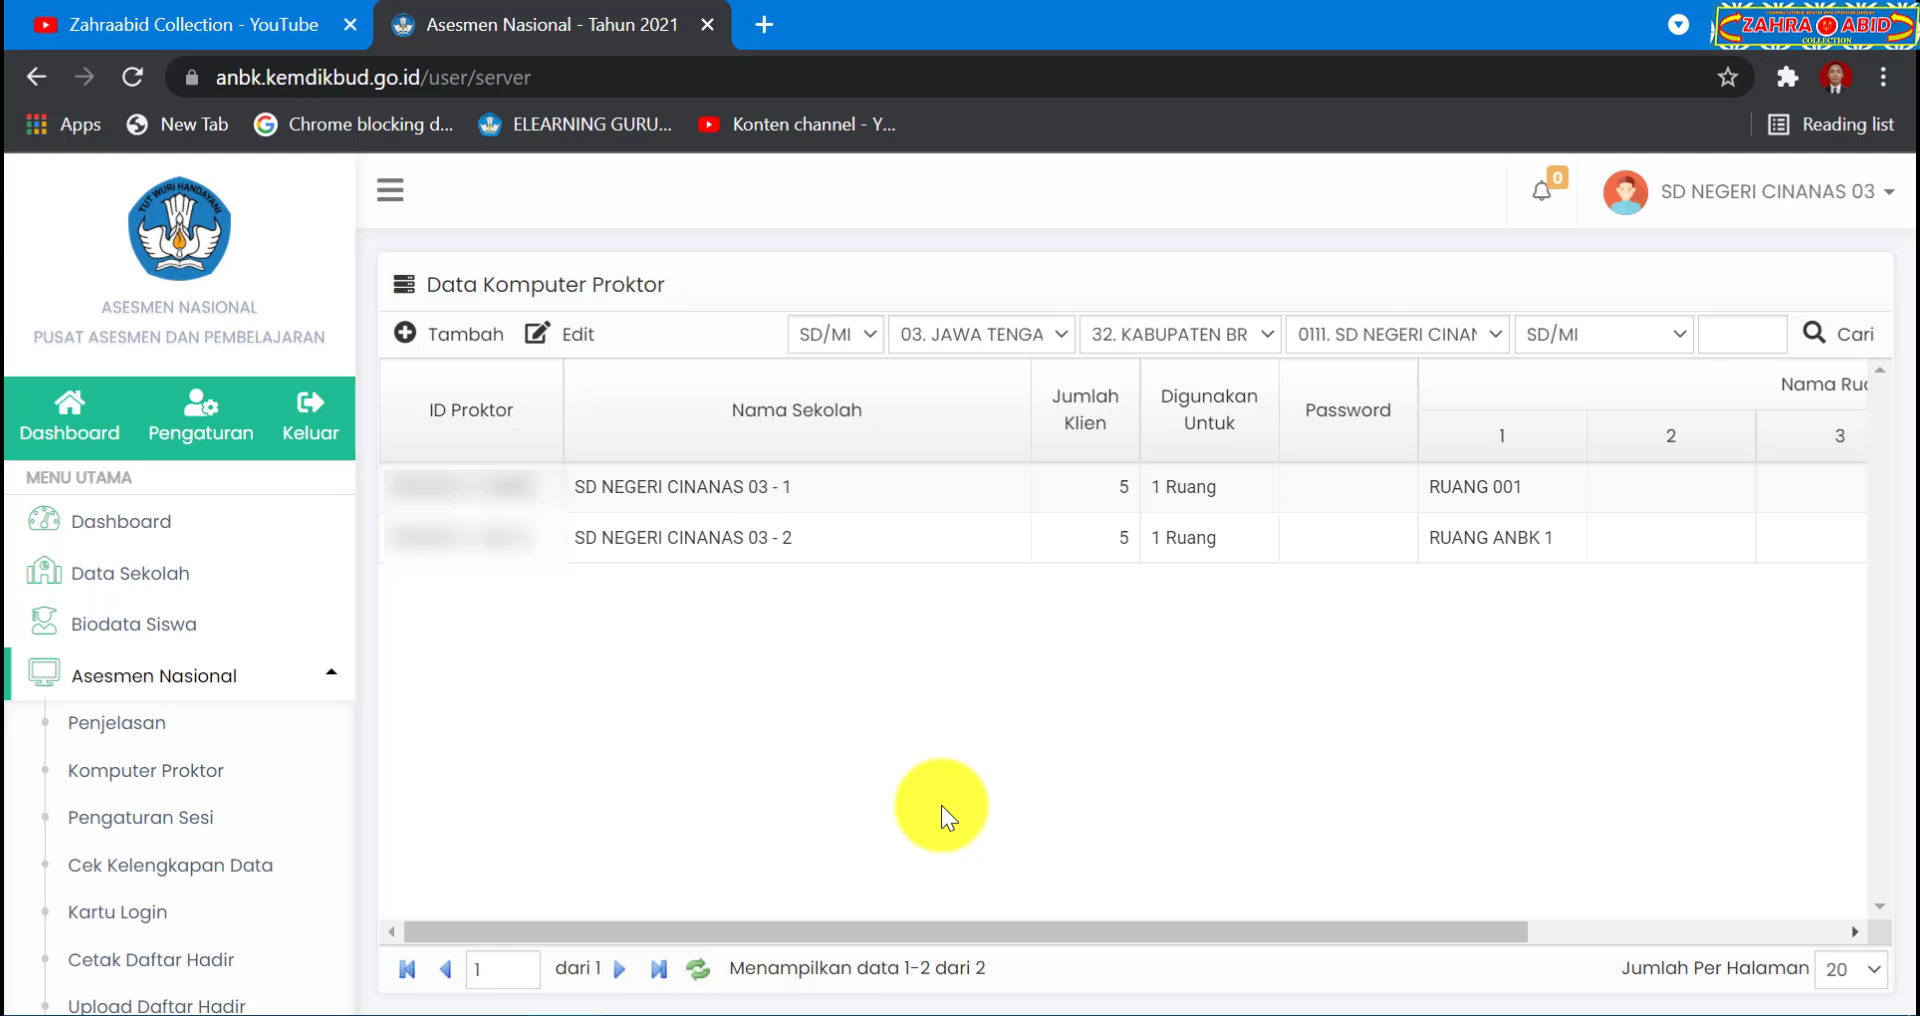 Zahraabid Collection - YouTube
Asesmen Nasional - Tahun 2021
ZAHRA ABID
COLLECTION
anbk.kemdikbud.go.id/user/server
Apps
New Tab
Chrome blocking d...
ELEARNING GURU...
Konten channel - Y...
Reading list
TUT WURI HANDAYANI
ASESMEN NASIONAL
PUSAT ASESMEN DAN PEMBELAJARAN
0
SD NEGERI CINANAS 03
Dashboard
Pengaturan
Keluar
MENU UTAMA
Dashboard
Data Sekolah
Biodata Siswa
Asesmen Nasional
Penjelasan
Komputer Proktor
Pengaturan Sesi
Cek Kelengkapan Data
Kartu Login
Cetak Daftar Hadir
Upload Daftar Hadir
Data Komputer Proktor
Tambah
Edit
SD/MI
03. JAWA TENGA
32. KABUPATEN BR
0111. SD NEGERI CINAN
SD/MI
Cari
ID Proktor
Nama Sekolah
Jumlah
Klien
Digunakan
Untuk
Password
Nama Ruo
1
2
3
SD NEGERI CINANAS 03 - 1
5
1 Ruang
RUANG 001
SD NEGERI CINANAS 03 - 2
5
1 Ruang
RUANG ANBK 1
1
dari 1
Menampilkan data 1-2 dari 2
Jumlah Per Halaman
20